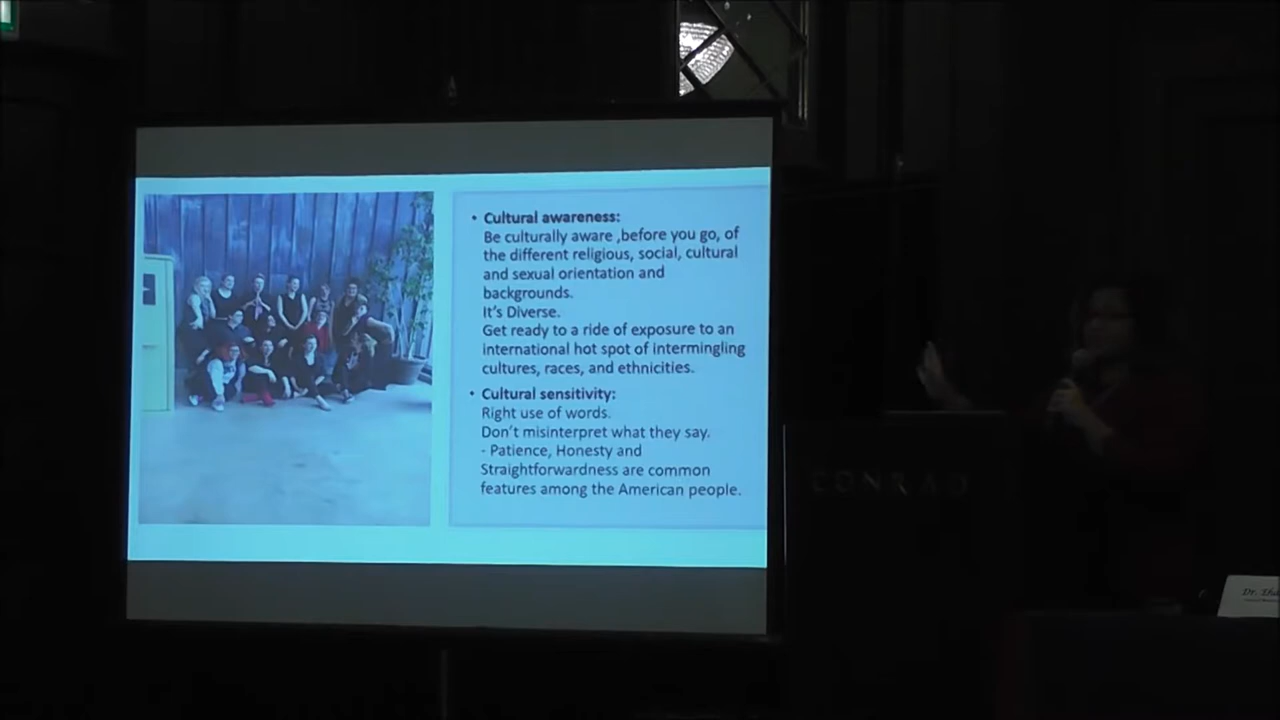 • Cultural awareness:
Be culturally aware ,before you go, of
the different religious, social, cultural
and sexual orientation and
backgrounds.
It's Diverse.
Get ready to a ride of exposure to an
international hot spot of intermingling
cultures, races, and ethnicities.
• Cultural sensitivity:
Right use of words.
Don't misinterpret what they say.
- Patience, Honesty and
Straightforwardness are common
features among the American people.
CONRAD
Dr.